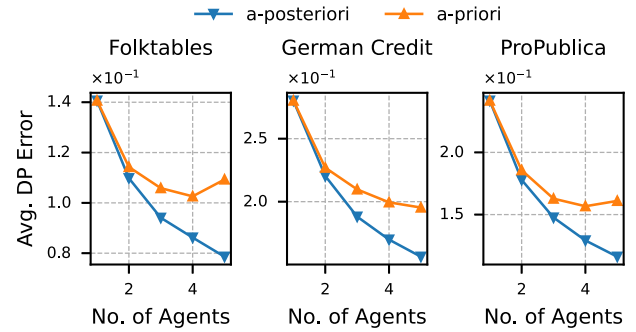 a-posteriori a-priori
Folktables German Credit ProPublica
×10⁻¹ ×10⁻¹ ×10⁻¹
1.4
1.2
1.0
0.8
2.5
2.0
2.0
1.5
Avg. DP Error
2 4 2 4 2 4
No. of Agents No. of Agents No. of Agents